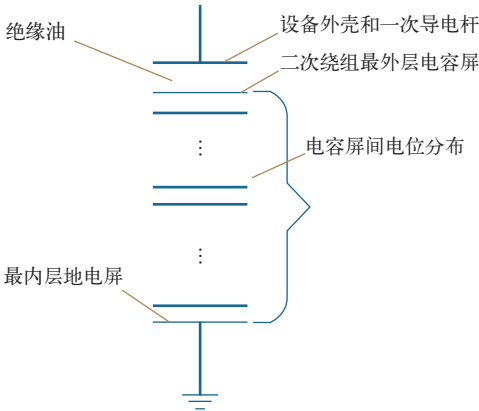 设备外壳和一次导电杆
绝缘油
二次绕组最外层电容屏
电容屏间电位分布
最内层地电屏